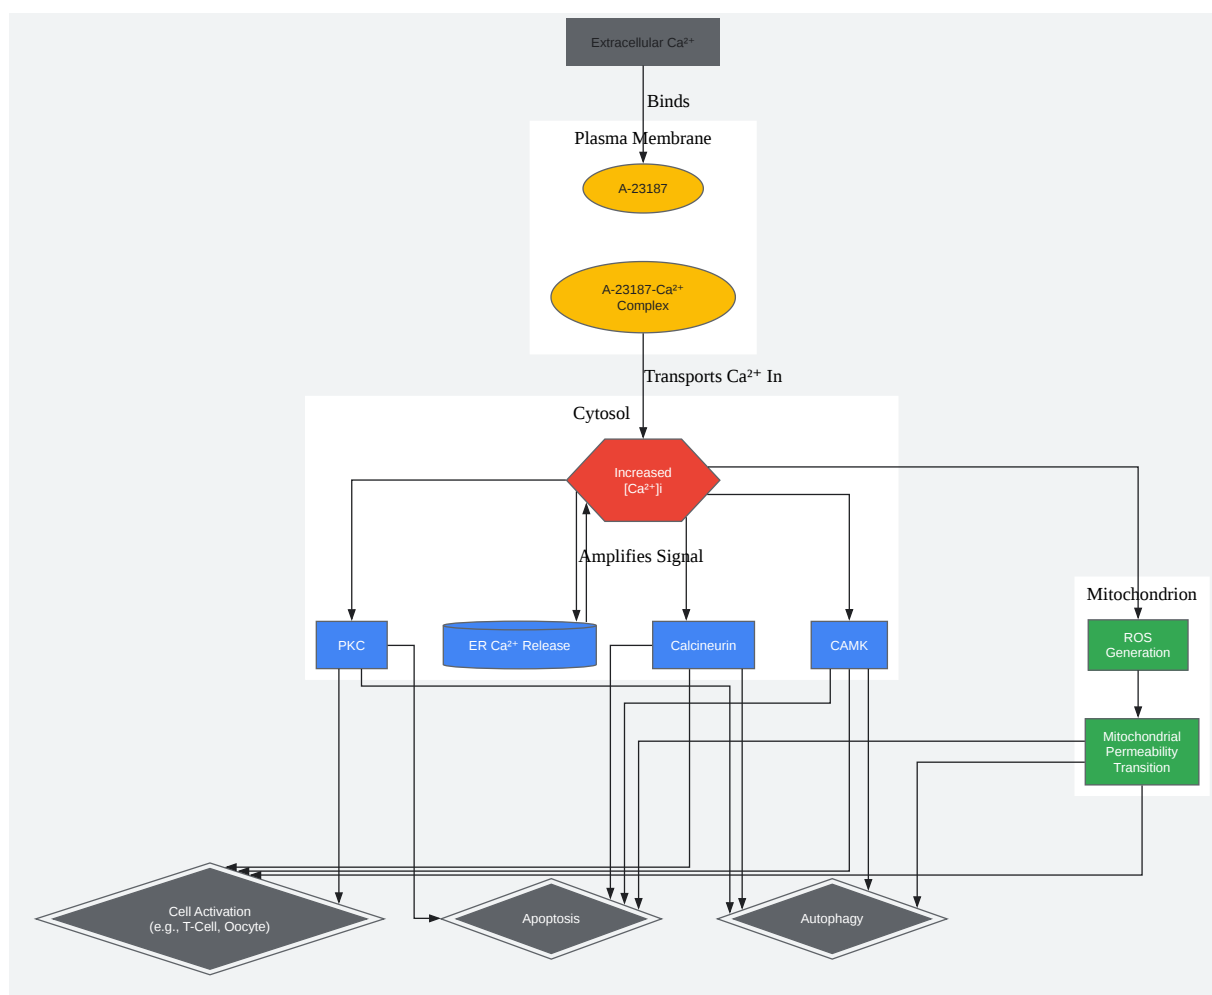 Extracellular Ca²⁺
Binds
Plasma Membrane
A-23187
A-23187-Ca²⁺
Complex
Transports Ca²⁺ In
Cytosol
Increased
[Ca²⁺]i
Amplifies Signal
Mitochondrion
PKC
ER Ca²⁺ Release
Calcineurin
CAMK
ROS
Generation
Mitochondrial
Permeability
Transition
Cell Activation
(e.g., T-Cell, Oocyte)
Apoptosis
Autophagy